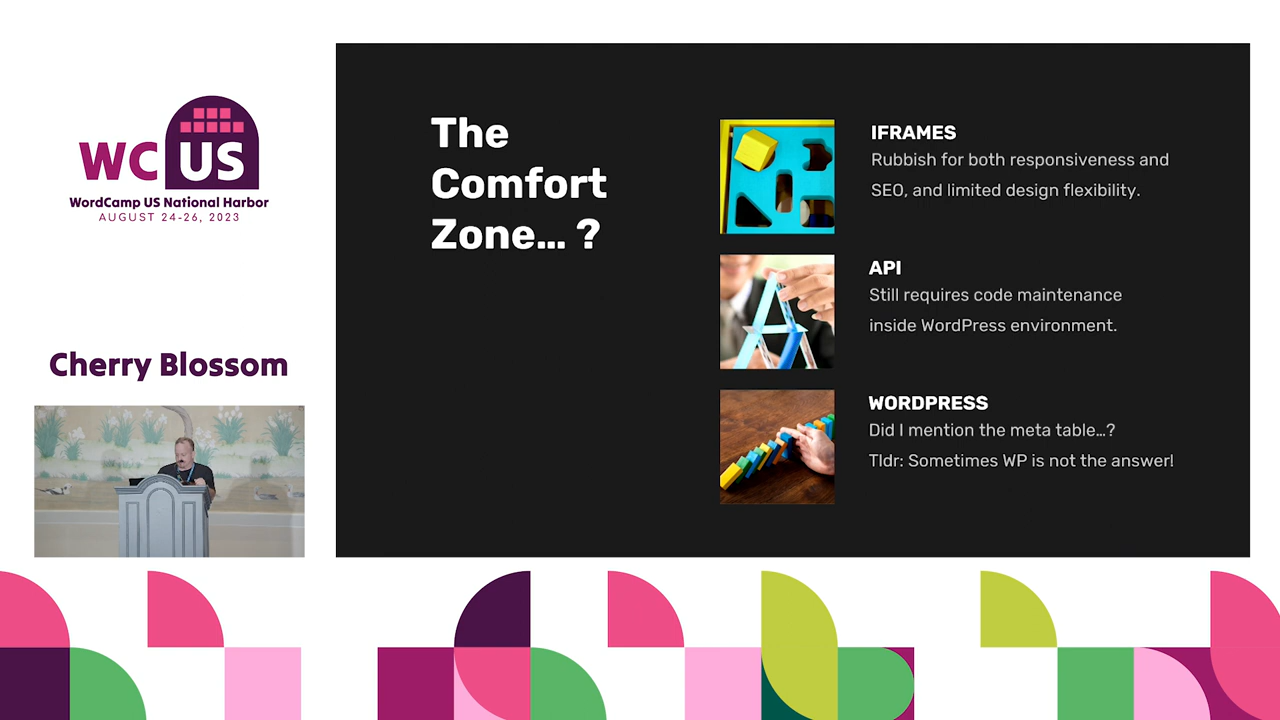 WC US
WordCamp US National Harbor
AUGUST 24-26, 2023
Cherry Blossom
The
Comfort
Zone... ?
IFRAMES
Rubbish for both responsiveness and
SEO, and limited design flexibility.
API
Still requires code maintenance
inside WordPress environment.
WORDPRESS
Did I mention the meta table...?
Tldr: Sometimes WP is not the answer!